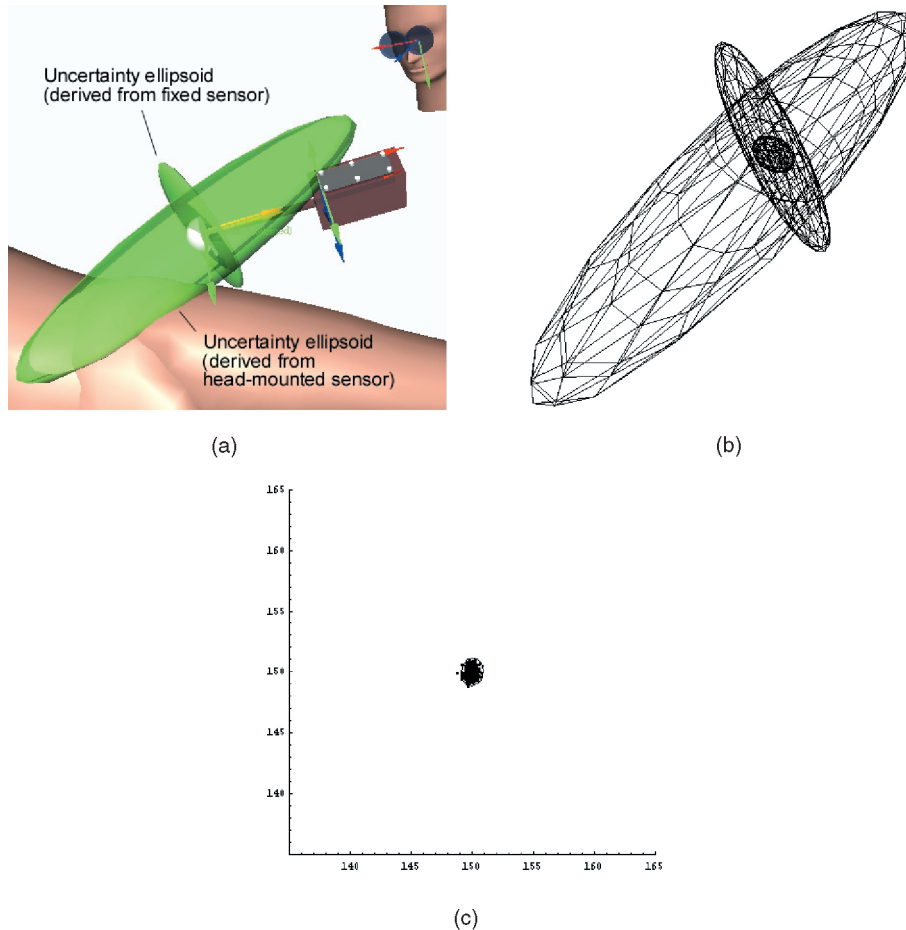 Uncertainty ellipsoid
(derived from fixed sensor)
Uncertainty ellipsoid
(derived from
head-mounted sensor)
(a)
(b)
165
160
155
150
145
140
140
150
155
160
165
(c)